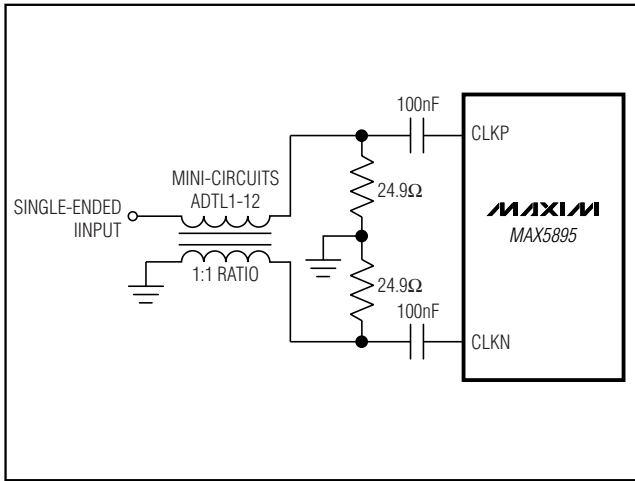 100nF
CLKP
MINI-CIRCUITS
ADTL1-12
24.9Ω
SINGLE-ENDED
IINPUT
MAXIM
MAX5895
1:1 RATIO
24.9Ω
100nF
CLKN